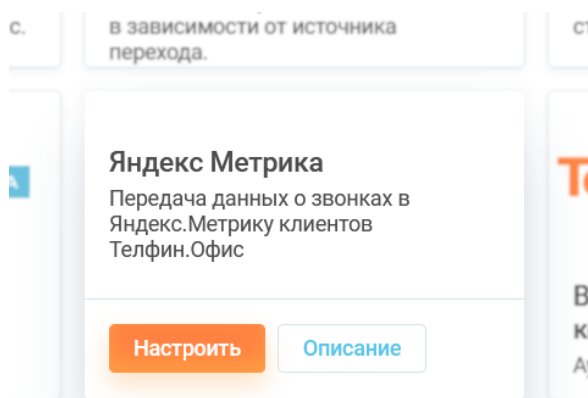 с.
в зависимости от источника
перехода.
Яндекс Метрика
Передача данных о звонках в
Яндекс.Метрику клиентов
Телфин.Офис
Настроить
Описание